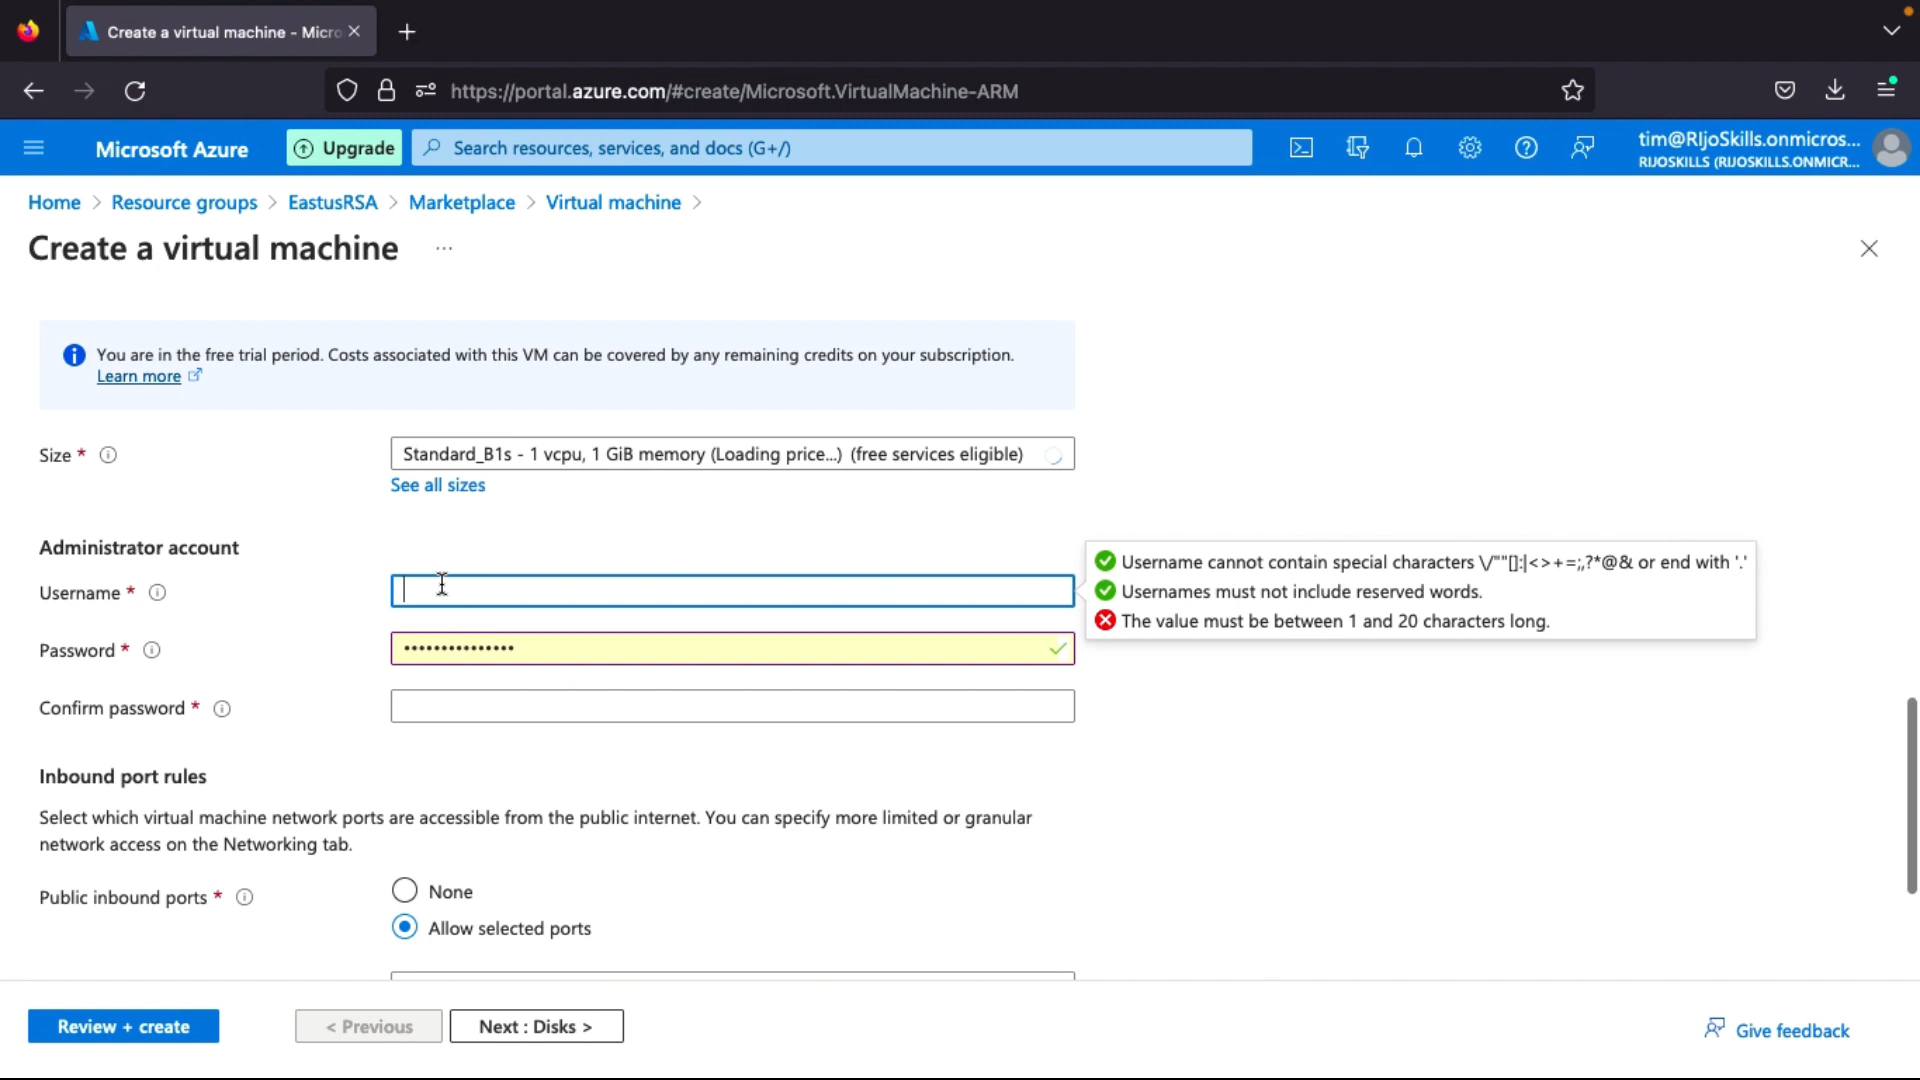 Create a virtual machine - Micro
https://portal.azure.com/#create/Microsoft.VirtualMachine-ARM
Microsoft Azure
Upgrade
Search resources, services, and docs (G+/)
tim@RIjoSkills.onmicros...
RIJOSKILLS (RIJOSKILLS.ONMICR...
Home > Resource groups > EastusRSA > Marketplace > Virtual machine >
Create a virtual machine ...
You are in the free trial period. Costs associated with this VM can be covered by any remaining credits on your subscription.
Learn more
Size *
Standard_B1s - 1 vcpu, 1 GiB memory (Loading price...) (free services eligible)
See all sizes
Administrator account
Username cannot contain special characters \/""[]:|<>+=;,?*@& or end with '.'
Username *
Usernames must not include reserved words.
The value must be between 1 and 20 characters long.
Password *
•••••••••••••••
Confirm password *
Inbound port rules
Select which virtual machine network ports are accessible from the public internet. You can specify more limited or granular
network access on the Networking tab.
Public inbound ports *
None
Allow selected ports
Review + create
< Previous
Next : Disks >
Give feedback